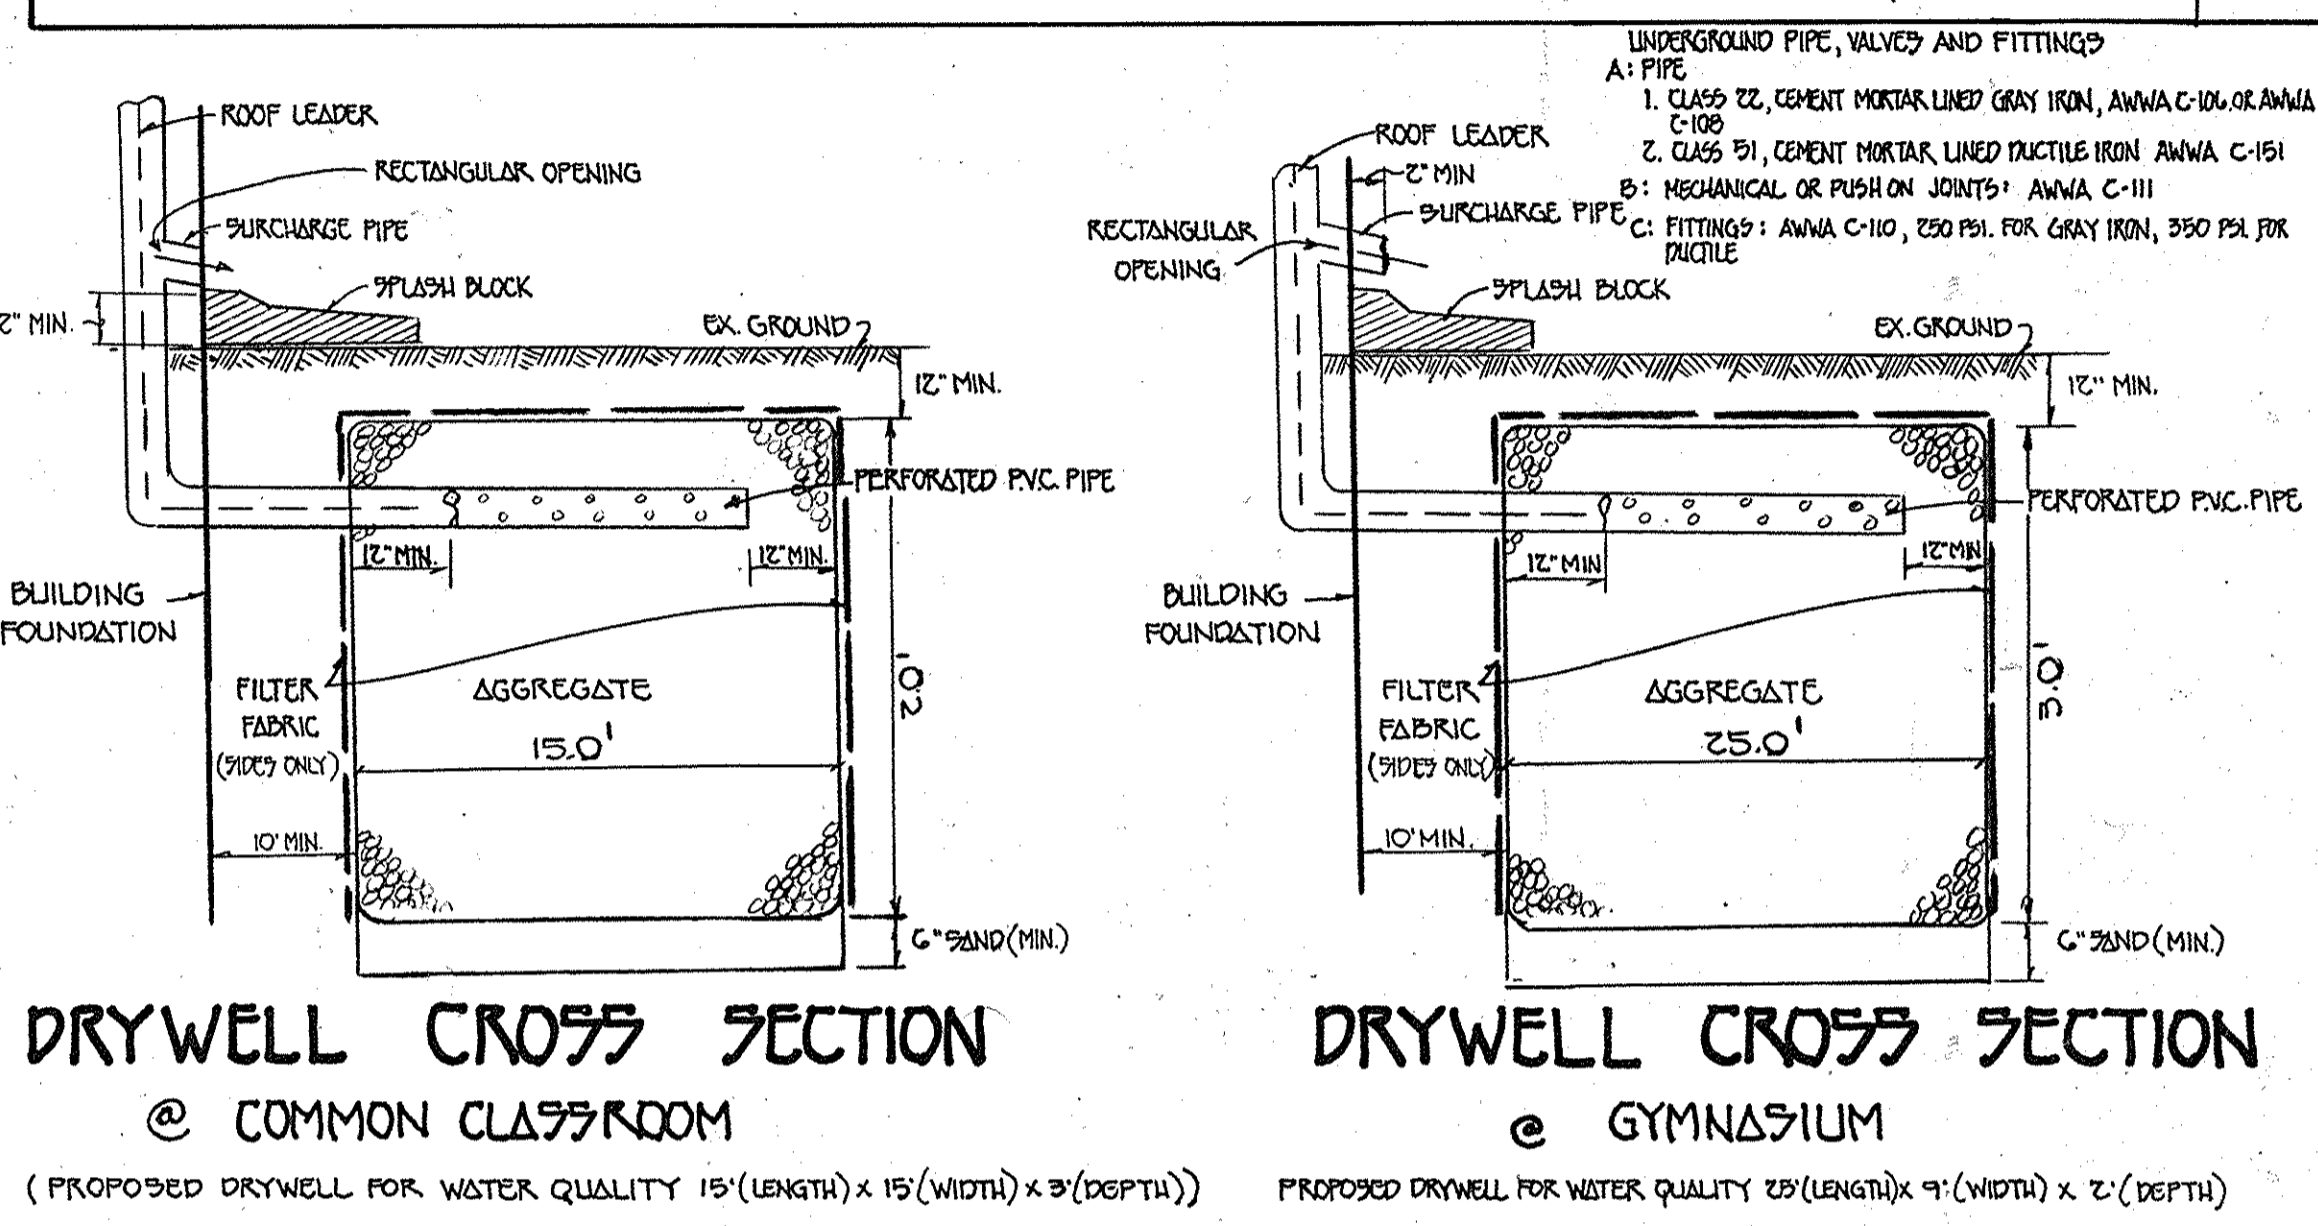 UNDERGROUND PIPE, VALVES AND FITTINGS
A: PIPE
1. CLASS 22, CEMENT MORTAR LINED GRAY IRON, AWWA C-106. OR AWWA
C-108
2. CLASS 51, CEMENT MORTAR LINED DUCTILE IRON AWWA C-151
B: MECHANICAL OR PUSH ON JOINTS: AWWA C-111
C: FITTINGS: AWWA C-110, 250 PSI. FOR GRAY IRON, 350 PSI. FOR
DUCTILE
ROOF LEADER
RECTANGULAR OPENING
SURCHARGE PIPE
SPLASH BLOCK
2" MIN.
EX. GROUND
12" MIN.
PERFORATED P.V.C. PIPE
12" MIN.
12" MIN.
BUILDING
FOUNDATION
FILTER
FABRIC
(SIDES ONLY)
AGGREGATE
15.0'
2.0'
10' MIN.
6" SAND (MIN.)
DRYWELL CROSS SECTION
@ COMMON CLASSROOM
(PROPOSED DRYWELL FOR WATER QUALITY 15'(LENGTH) X 15'(WIDTH) X 3'(DEPTH))
ROOF LEADER
2" MIN
SURCHARGE PIPE
RECTANGULAR
OPENING
SPLASH BLOCK
EX. GROUND
12" MIN.
PERFORATED P.V.C. PIPE
12" MIN
12" MIN
BUILDING
FOUNDATION
FILTER
FABRIC
(SIDES ONLY)
AGGREGATE
25.0'
3.0'
10' MIN.
6" SAND (MIN.)
DRYWELL CROSS SECTION
@ GYMNASIUM
PROPOSED DRYWELL FOR WATER QUALITY 25'(LENGTH) X 9'(WIDTH) X 2'(DEPTH)